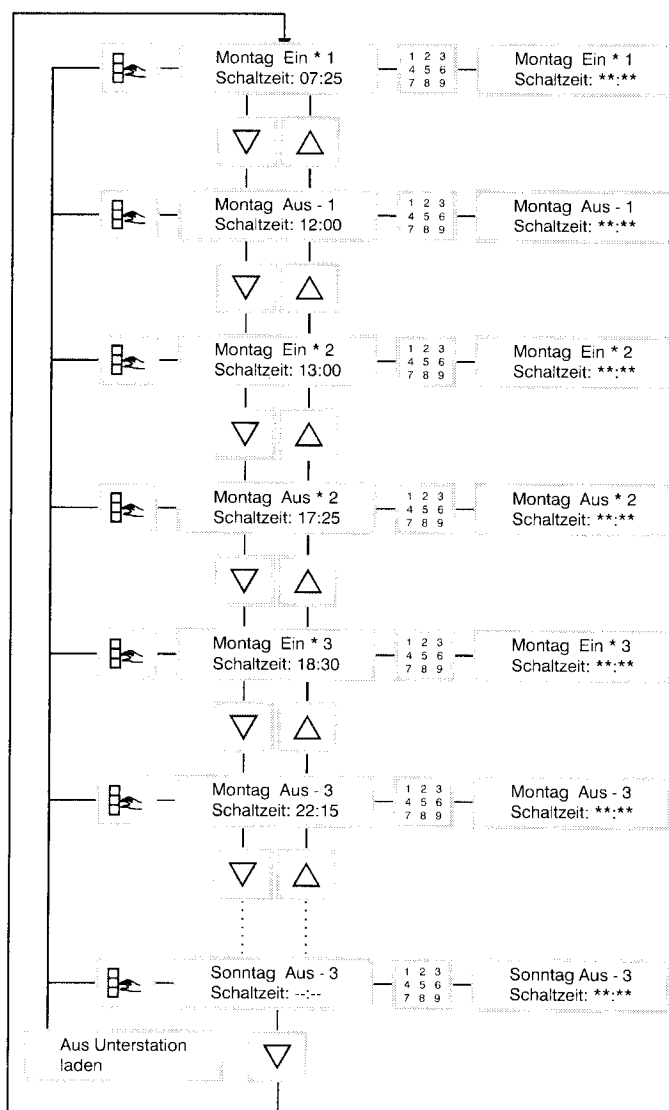 Montag Ein * 1
Schaltzeit: 07:25
1 2 3
4 5 6
7 8 9
Montag Ein * 1
Schaltzeit: **:**
Montag Aus - 1
Schaltzeit: 12:00
1 2 3
4 5 6
7 8 9
Montag Aus - 1
Schaltzeit: **:**
Montag Ein * 2
Schaltzeit: 13:00
1 2 3
4 5 6
7 8 9
Montag Ein * 2
Schaltzeit: **:**
Montag Aus * 2
Schaltzeit: 17:25
1 2 3
4 5 6
7 8 9
Montag Aus * 2
Schaltzeit: **:**
Montag Ein * 3
Schaltzeit: 18:30
1 2 3
4 5 6
7 8 9
Montag Ein * 3
Schaltzeit: **:**
Montag Aus - 3
Schaltzeit: 22:15
1 2 3
4 5 6
7 8 9
Montag Aus - 3
Schaltzeit: **:**
Sonntag Aus - 3
Schaltzeit: --:--
1 2 3
4 5 6
7 8 9
Sonntag Aus - 3
Schaltzeit: **:**
Aus Unterstation
laden